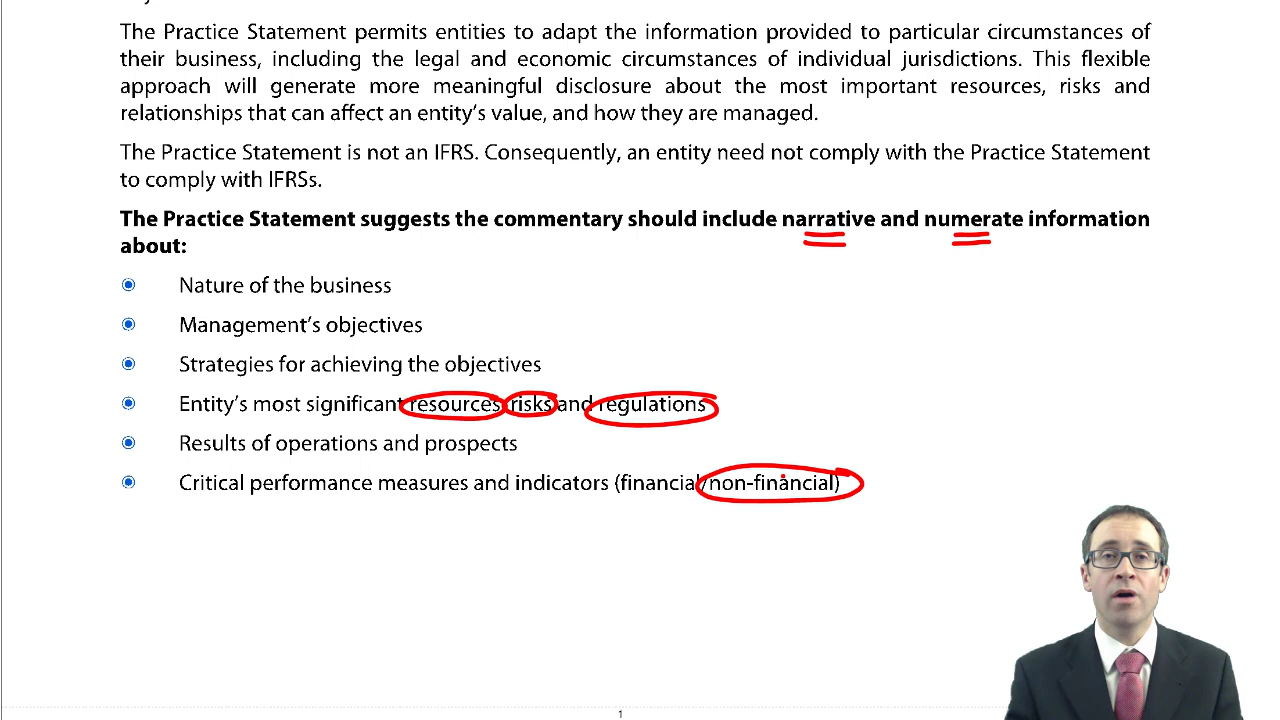 The Practice Statement permits entities to adapt the information provided to particular circumstances of
their business, including the legal and economic circumstances of individual jurisdictions. This flexible
approach will generate more meaningful disclosure about the most important resources, risks and
relationships that can affect an entity's value, and how they are managed.
The Practice Statement is not an IFRS. Consequently, an entity need not comply with the Practice Statement
to comply with IFRSs.
The Practice Statement suggests the commentary should include narrative and numerate information
about:
Nature of the business
Management's objectives
Strategies for achieving the objectives
Entity's most significant resources risks and regulations
Results of operations and prospects
Critical performance measures and indicators (financial/non-financial)
1